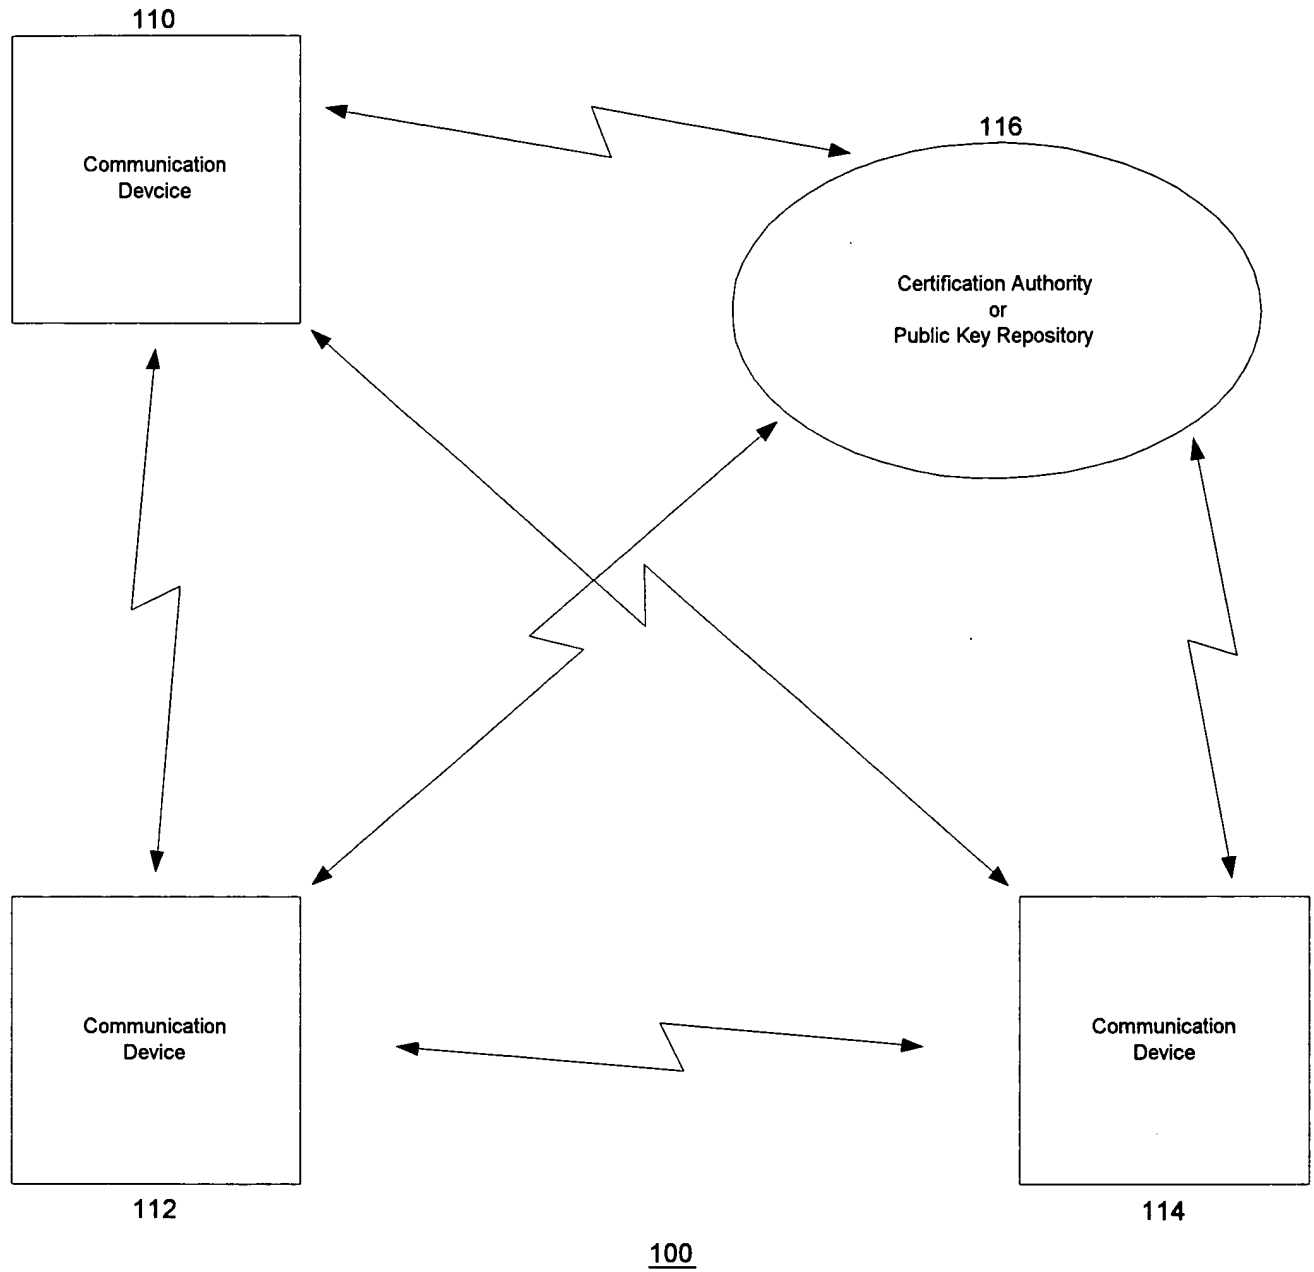 110
Communication
Devcice
116
Certification Authority
or
Public Key Repository
Communication
Device
112
Communication
Device
114
100